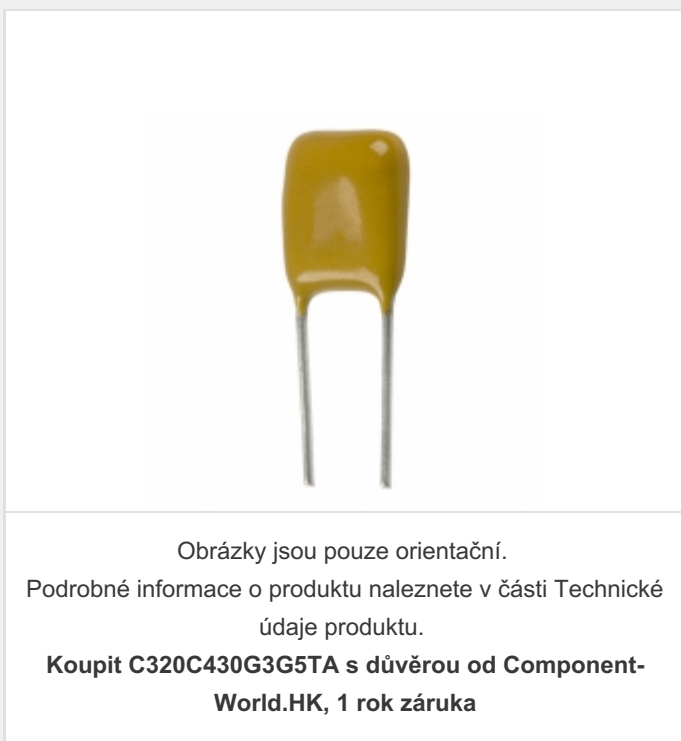 Obrázky jsou pouze orientační.
Podrobné informace o produktu naleznete v části Technické
údaje produktu.
Koupit C320C430G3G5TA s důvěrou od Component-
World.HK, 1 rok záruka